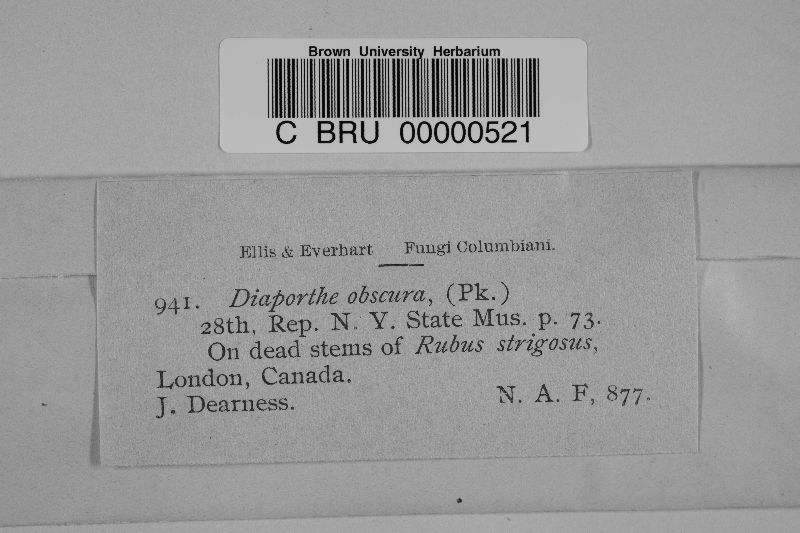 Brown University Herbarium
C BRU 00000521
Ellis & Everhart Fungi Columbiani.
941. Diaporthe obscura, (Pk.)
28th, Rep. N. Y. State Mus. p. 73.
On dead stems of Rubus strigosus,
London, Canada.
J. Dearness. N. A. F, 877.